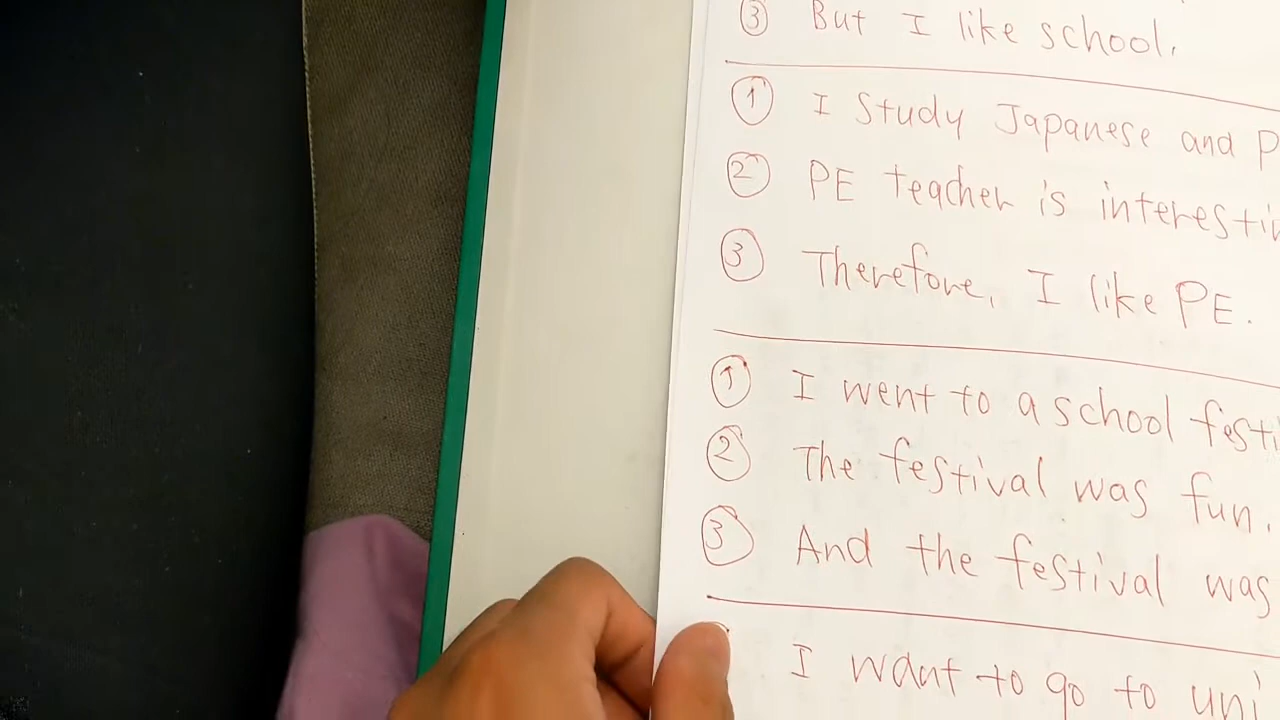 ③ But I like school.
① I study Japanese and P
② PE teacher is interestin
③ Therefore, I like PE.
① I went to a school festi
② The festival was fun.
③ And the festival was
I want to go to uni